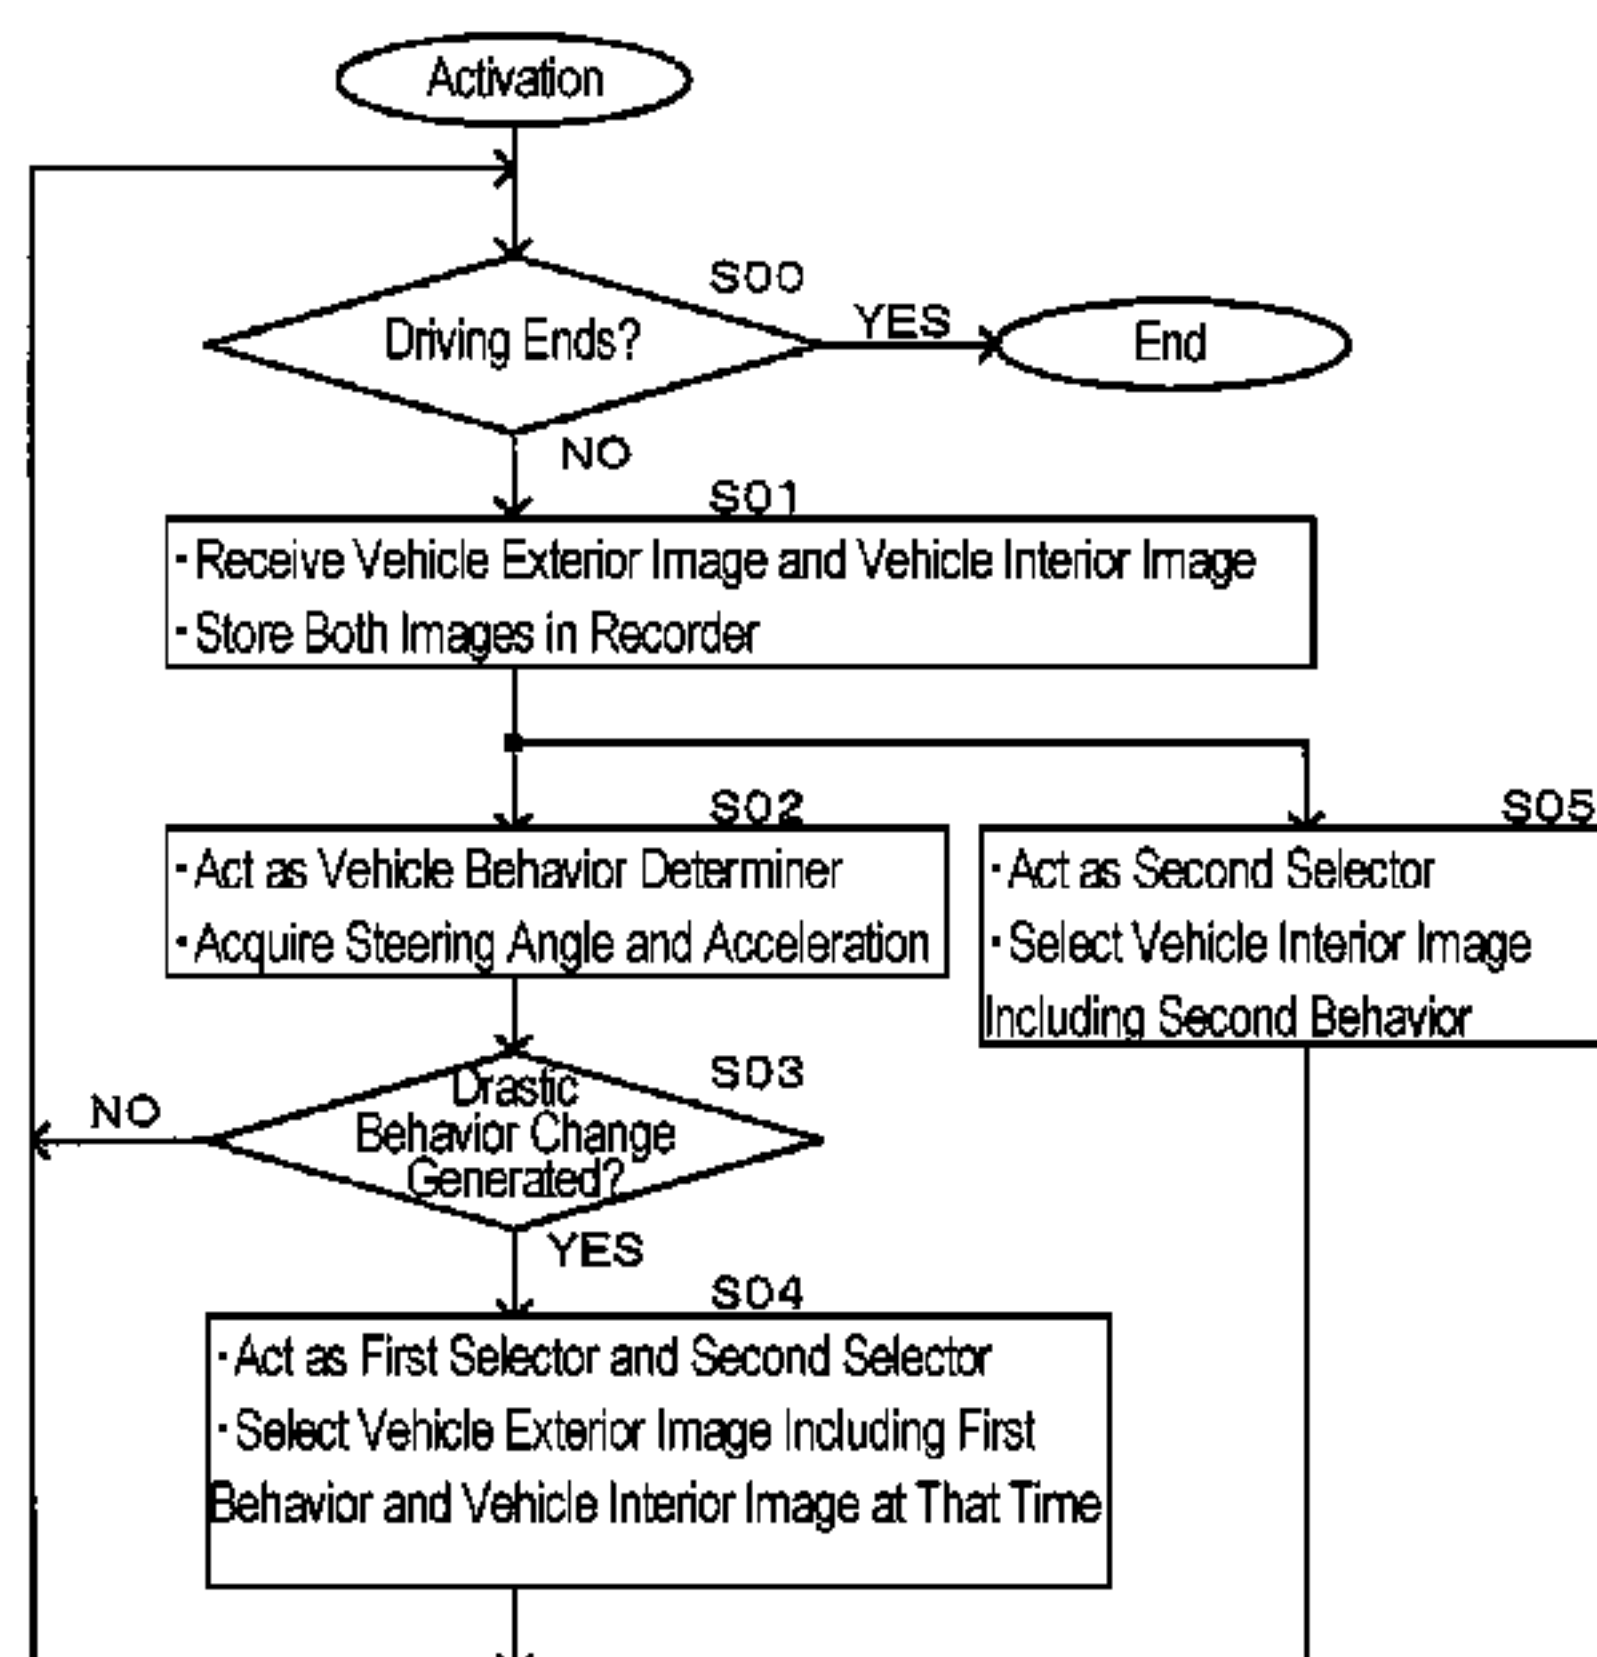 Activation
S00
Driving Ends?
YES
End
NO
S01
・Receive Vehicle Exterior Image and Vehicle Interior Image
・Store Both Images in Recorder
S02
・Act as Vehicle Behavior Determiner
・Acquire Steering Angle and Acceleration
S05
・Act as Second Selector
・Select Vehicle Interior Image
Including Second Behavior
S03
Drastic
Behavior Change
Generated?
NO
YES
S04
・Act as First Selector and Second Selector
・Select Vehicle Exterior Image Including First
Behavior and Vehicle Interior Image at That Time